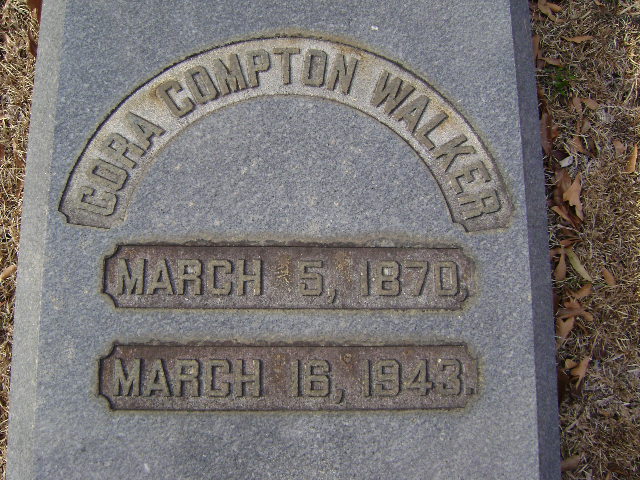 CORA COMPTON WALKER
MARCH 5, 1870,
MARCH 16, 1943.